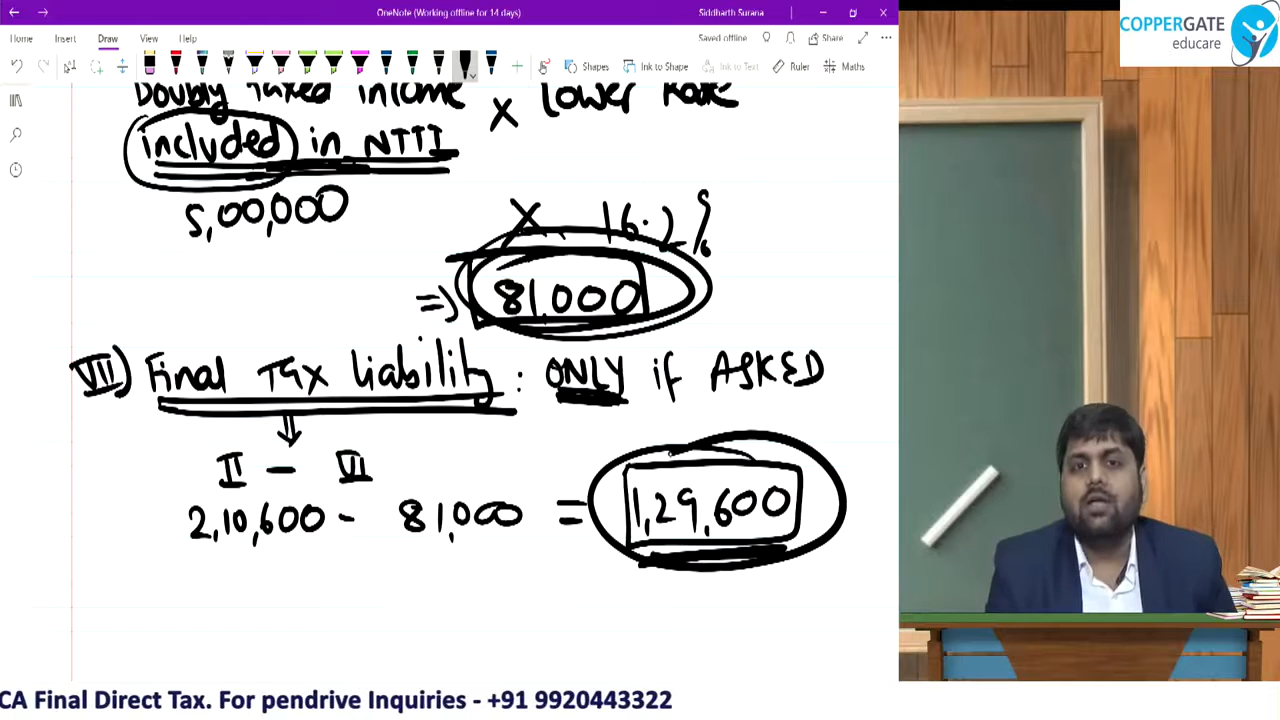 OneNote (Working offline for 14 days)
Siddharth Surana
COPPERGATE
educare
Home Insert Draw View Help
Saved offline
Share
Shapes
Ink to Shape
Ink to Text
Ruler
Maths
Doubly taxed income × Lower Rate
included in NTTI
5,00,000
× 16.2%
⇒ 81,000
VII) Final Tax Liability : ONLY if ASKED
⇓
II - VI
2,10,600 - 81,000 = 1,29,600
CA Final Direct Tax. For pendrive Inquiries - +91 9920443322